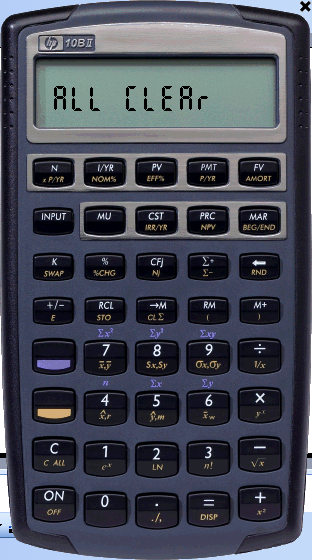 hp 10BII
ALL CLEAr
N I/YR PV PMT FV
x P/YR NOM% EFF% P/YR AMORT
INPUT MU CST PRC MAR
IRR/YR NPV BEG/END
K % CFj Σ+ ←
SWAP %CHG Nj Σ− RND
+/− RCL →M RM M+
E STO CLΣ ( )
Σx² Σy² Σxy
7 8 9 ÷
x̄,ȳ Sx,Sy σx,σy 1/x
n Σx Σy
4 5 6 ×
x̂,r ŷ,m x̄w yˣ
C 1 2 3 −
C ALL eˣ LN n! √x
ON 0 . = +
OFF ./, DISP x²